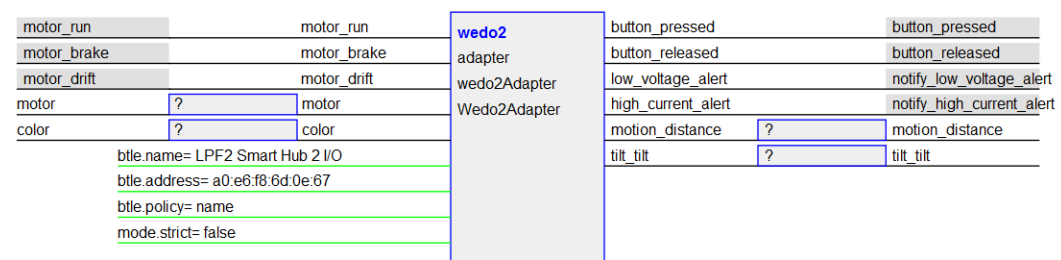 motor_run motor_run wedo2 button_pressed button_pressed
motor_brake motor_brake adapter button_released button_released
motor_drift motor_drift wedo2Adapter low_voltage_alert notify_low_voltage_alert
motor ? motor Wedo2Adapter high_current_alert notify_high_current_alert
color ? color motion_distance ? motion_distance
btle.name= LPF2 Smart Hub 2 I/O tilt_tilt ? tilt_tilt
btle.address= a0:e6:f8:6d:0e:67
btle.policy= name
mode.strict= false